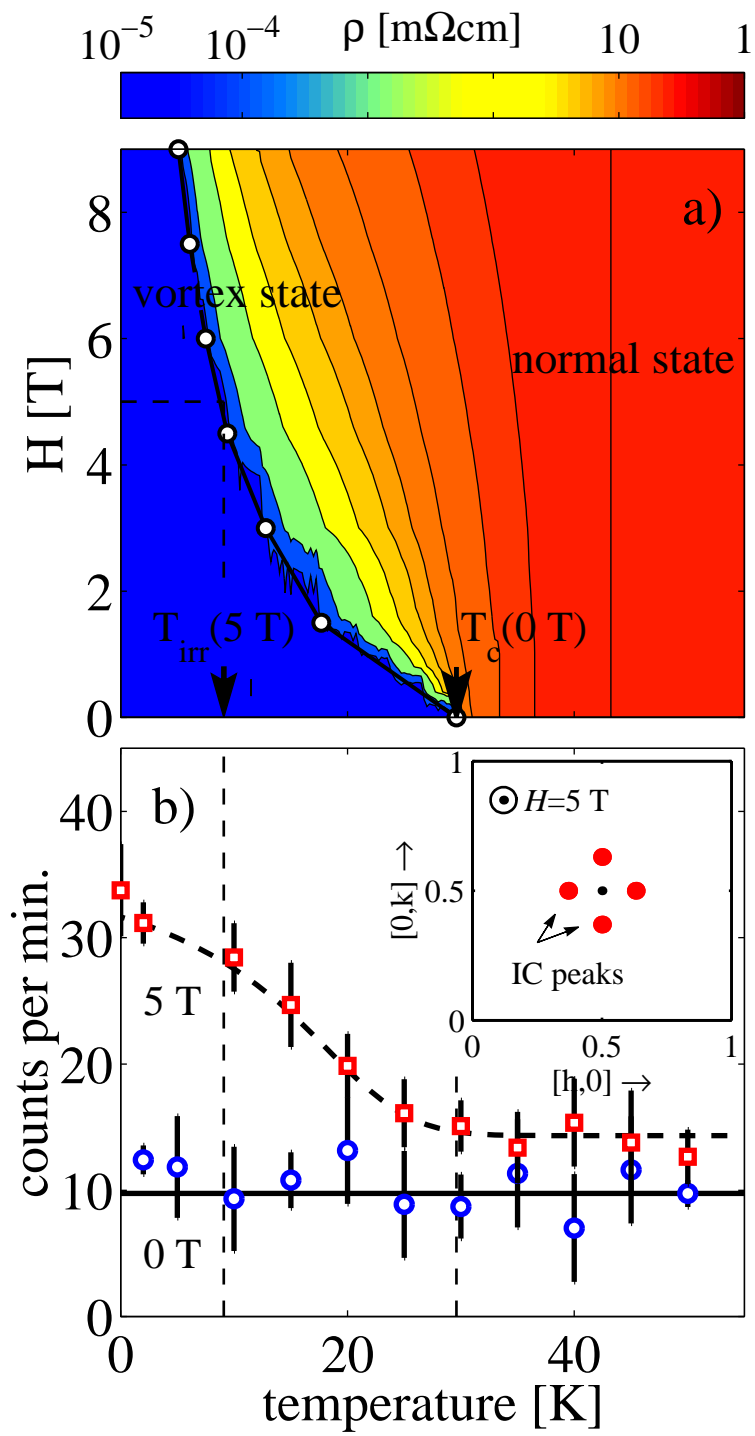 ρ [mΩcm]
10⁻⁵ 10⁻⁴ 10 1
a)
8
6
4
2
0
H [T]
vortex state
normal state
T_irr(5 T)
T_c(0 T)
b)
40
30
20
10
0
counts per min.
5 T
0 T
1
0.5
0
[0,k] →
H=5 T
IC peaks
0 0.5 1
[h,0] →
0 20 40
temperature [K]